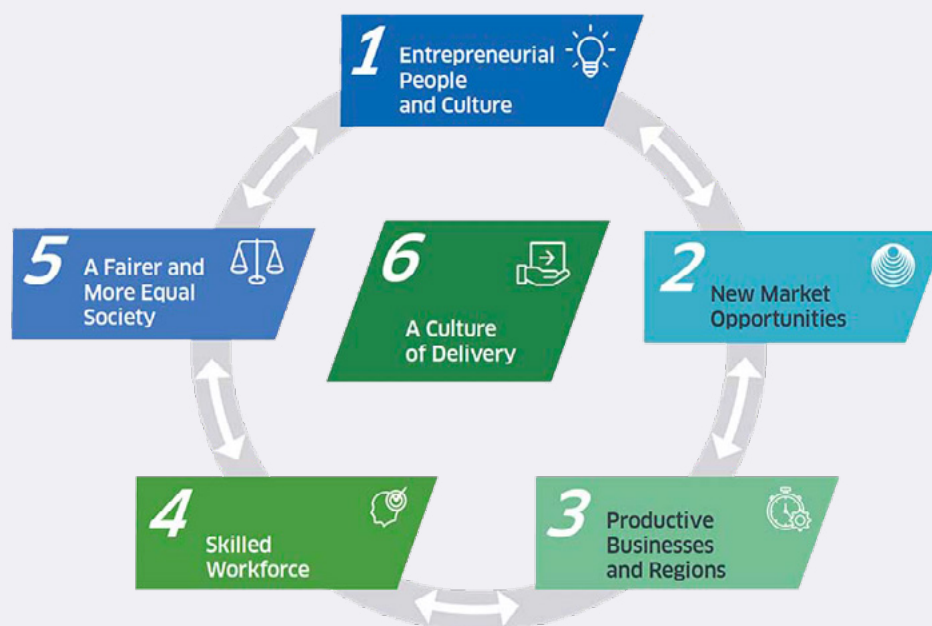 1
Entrepreneurial
People
and Culture
2
New Market
Opportunities
3
Productive
Businesses
and Regions
4
Skilled
Workforce
5
A Fairer and
More Equal
Society
6
A Culture
of Delivery